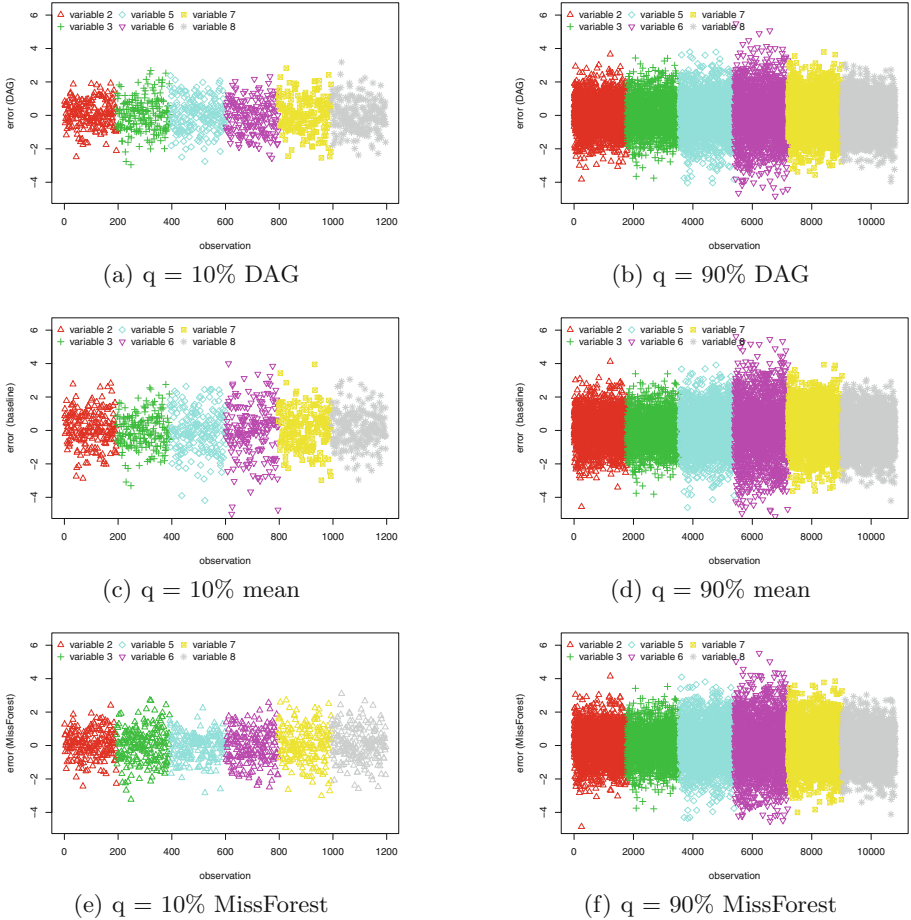 error (DAG)
6
4
2
0
−2
−4
variable 2 variable 5 variable 7
variable 3 variable 6 variable 8
0 200 400 600 800 1000 1200
observation
(a) q = 10% DAG
error (DAG)
6
4
2
0
−2
−4
variable 2 variable 5 variable 7
variable 3 variable 6 variable 8
0 2000 4000 6000 8000 10000
observation
(b) q = 90% DAG
error (baseline)
6
4
2
0
−2
−4
variable 2 variable 5 variable 7
variable 3 variable 6 variable 8
0 200 400 600 800 1000 1200
observation
(c) q = 10% mean
error (baseline)
6
4
2
0
−2
−4
variable 2 variable 5 variable 7
variable 3 variable 6 variable 8
0 2000 4000 6000 8000 10000
observation
(d) q = 90% mean
error (MissForest)
6
4
2
0
−2
−4
variable 2 variable 5 variable 7
variable 3 variable 6 variable 8
0 200 400 600 800 1000 1200
observation
(e) q = 10% MissForest
error (MissForest)
6
4
2
0
−2
−4
variable 2 variable 5 variable 7
variable 3 variable 6 variable 8
0 2000 4000 6000 8000 10000
observation
(f) q = 90% MissForest